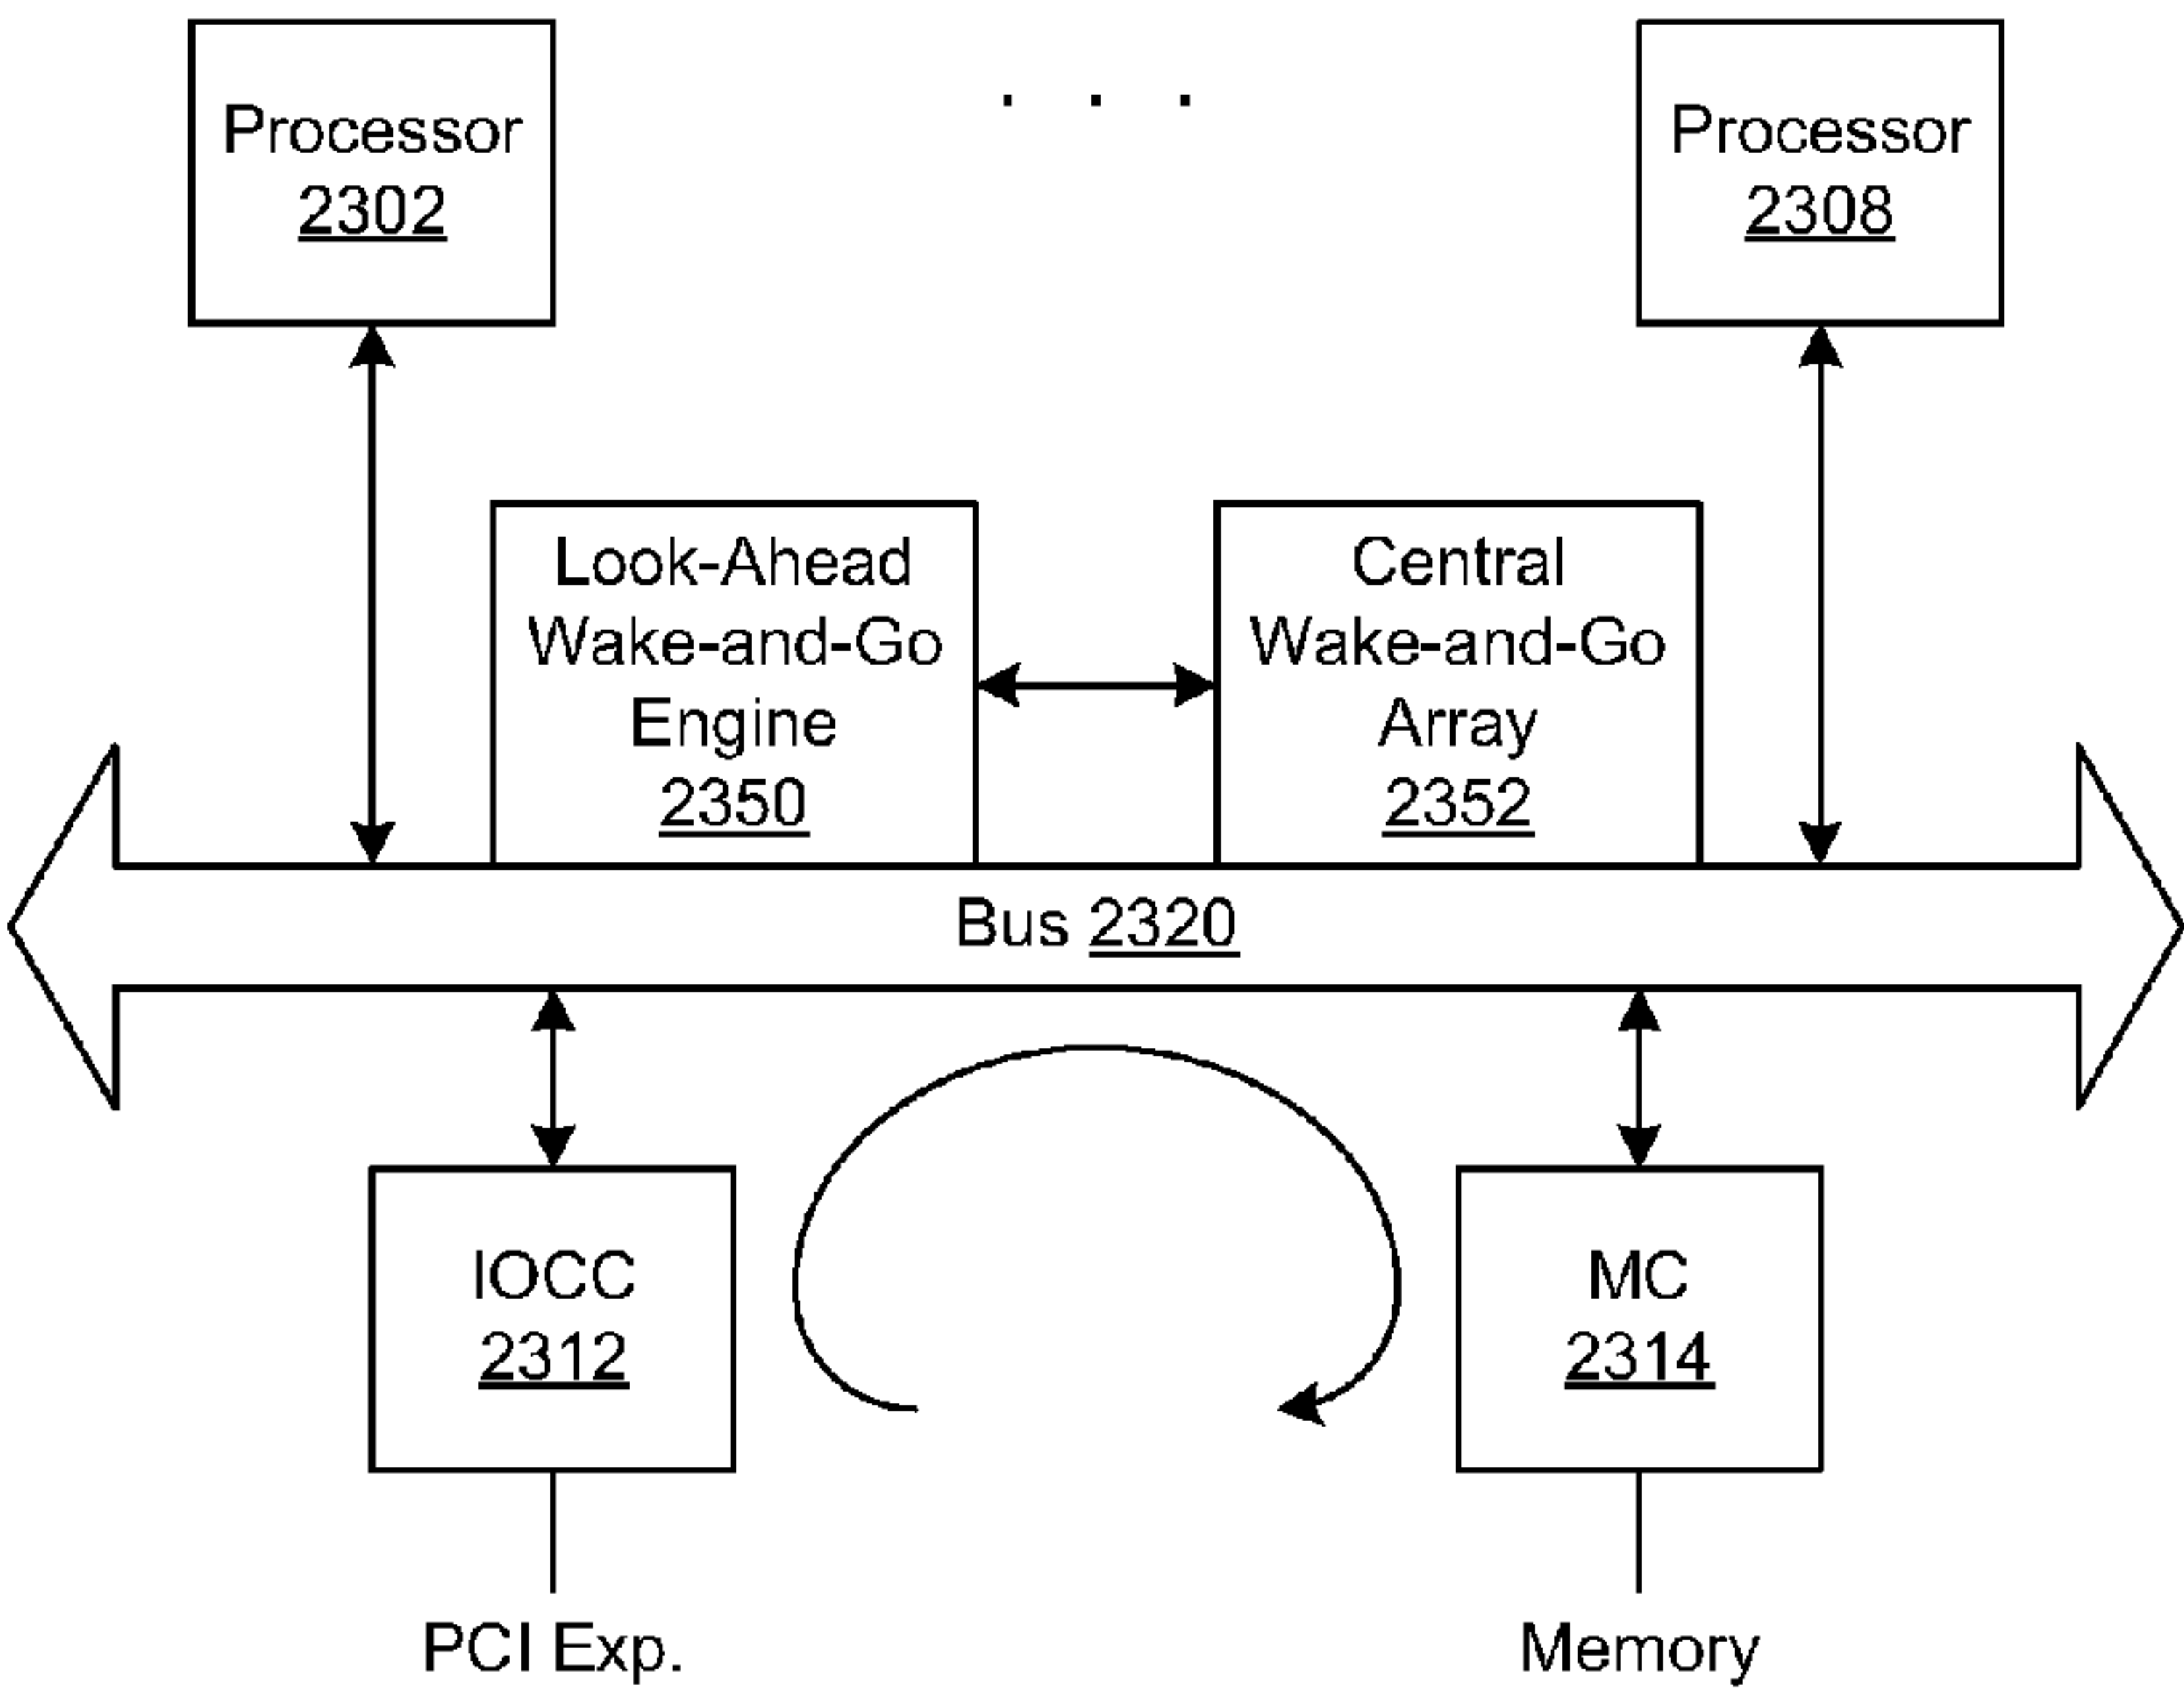 Processor
2302
. . .
Processor
2308
Look-Ahead
Wake-and-Go
Engine
2350
Central
Wake-and-Go
Array
2352
Bus 2320
IOCC
2312
MC
2314
PCI Exp.
Memory